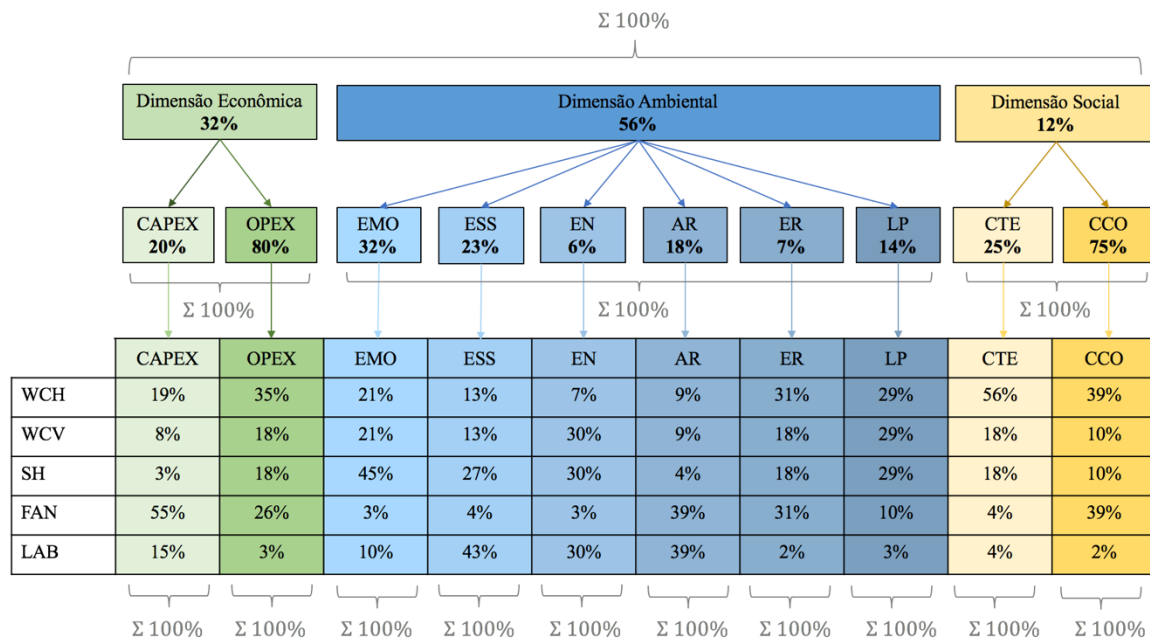 Σ 100%
Dimensão Econômica
32%
Dimensão Ambiental
56%
Dimensão Social
12%
CAPEX
20%
OPEX
80%
EMO
32%
ESS
23%
EN
6%
AR
18%
ER
7%
LP
14%
CTE
25%
CCO
75%
Σ 100%
Σ 100%
Σ 100%
CAPEX OPEX EMO ESS EN AR ER LP CTE CCO
WCH 19% 35% 21% 13% 7% 9% 31% 29% 56% 39%
WCV 8% 18% 21% 13% 30% 9% 18% 29% 18% 10%
SH 3% 18% 45% 27% 30% 4% 18% 29% 18% 10%
FAN 55% 26% 3% 4% 3% 39% 31% 10% 4% 39%
LAB 15% 3% 10% 43% 30% 39% 2% 3% 4% 2%
Σ 100% Σ 100% Σ 100% Σ 100% Σ 100% Σ 100% Σ 100% Σ 100% Σ 100% Σ 100%